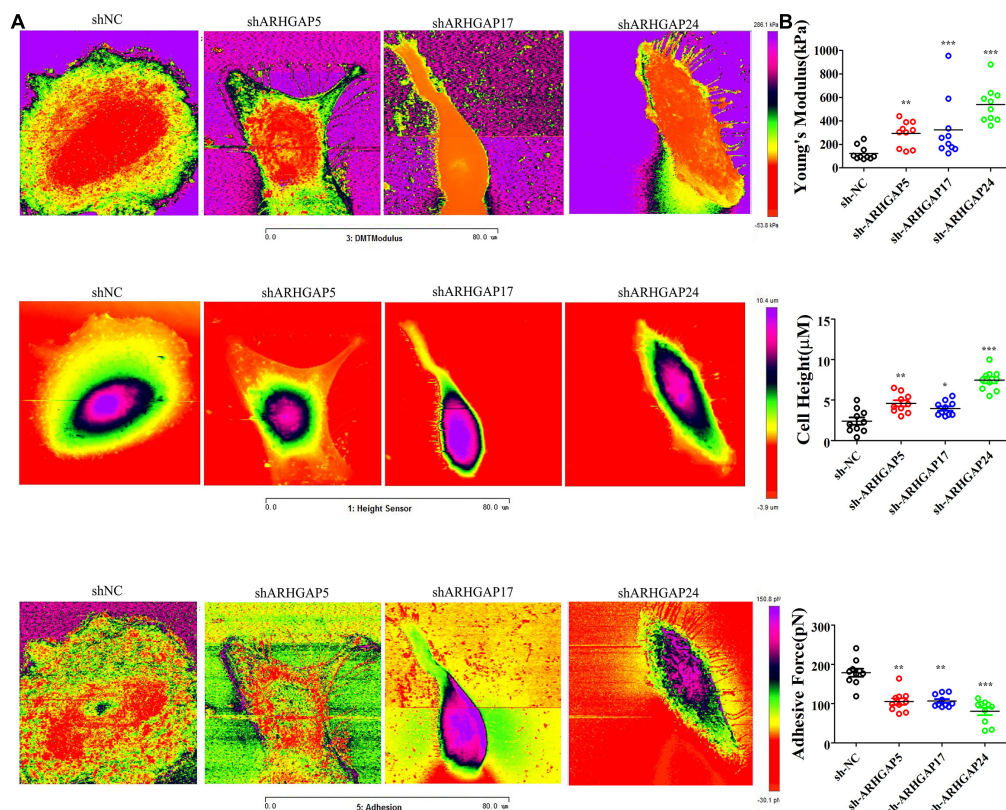 A
shNC
shARHGAP5
shARHGAP17
shARHGAP24
286.1 kPa
-53.8 kPa
0.0
80.0 um
3: DMTModulus
B
Young's Modulus(kPa)
1000
800
600
400
200
0
**
***
***
sh-NC
sh-ARHGAP5
sh-ARHGAP17
sh-ARHGAP24
shNC
shARHGAP5
shARHGAP17
shARHGAP24
10.4 um
-3.9 um
0.0
80.0 um
1: Height Sensor
Cell Height(μM)
15
10
5
0
**
*
***
sh-NC
sh-ARHGAP5
sh-ARHGAP17
sh-ARHGAP24
shNC
shARHGAP5
shARHGAP17
shARHGAP24
150.8
-30.1
0.0
80.0 um
5: Adhesion
Adhesive Force(pN)
300
200
100
0
**
**
***
sh-NC
sh-ARHGAP5
sh-ARHGAP17
sh-ARHGAP24